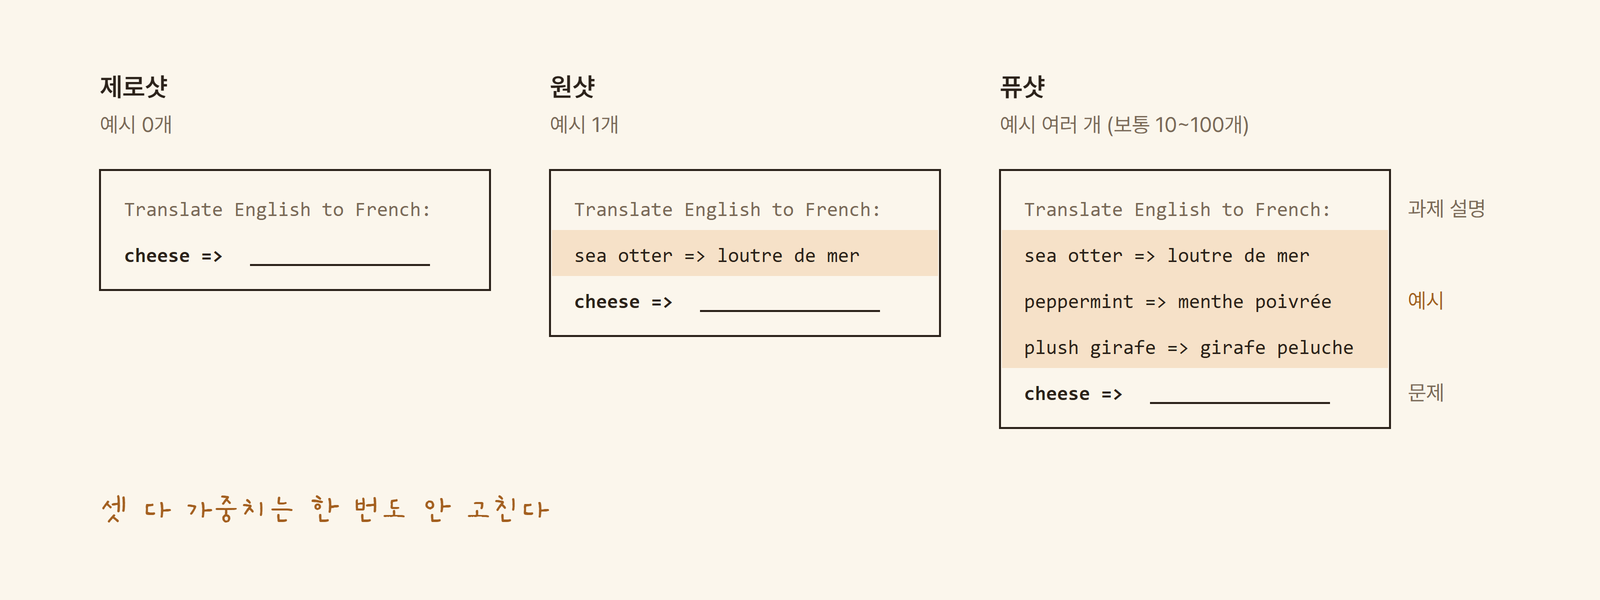 제로샷
예시 0개
Translate English to French:
cheese =>
원샷
예시 1개
Translate English to French:
sea otter => loutre de mer
cheese =>
퓨샷
예시 여러 개 (보통 10~100개)
Translate English to French:
sea otter => loutre de mer
peppermint => menthe poivrée
plush girafe => girafe peluche
cheese =>
과제 설명
예시
문제
셋 다 가중치는 한 번도 안 고친다